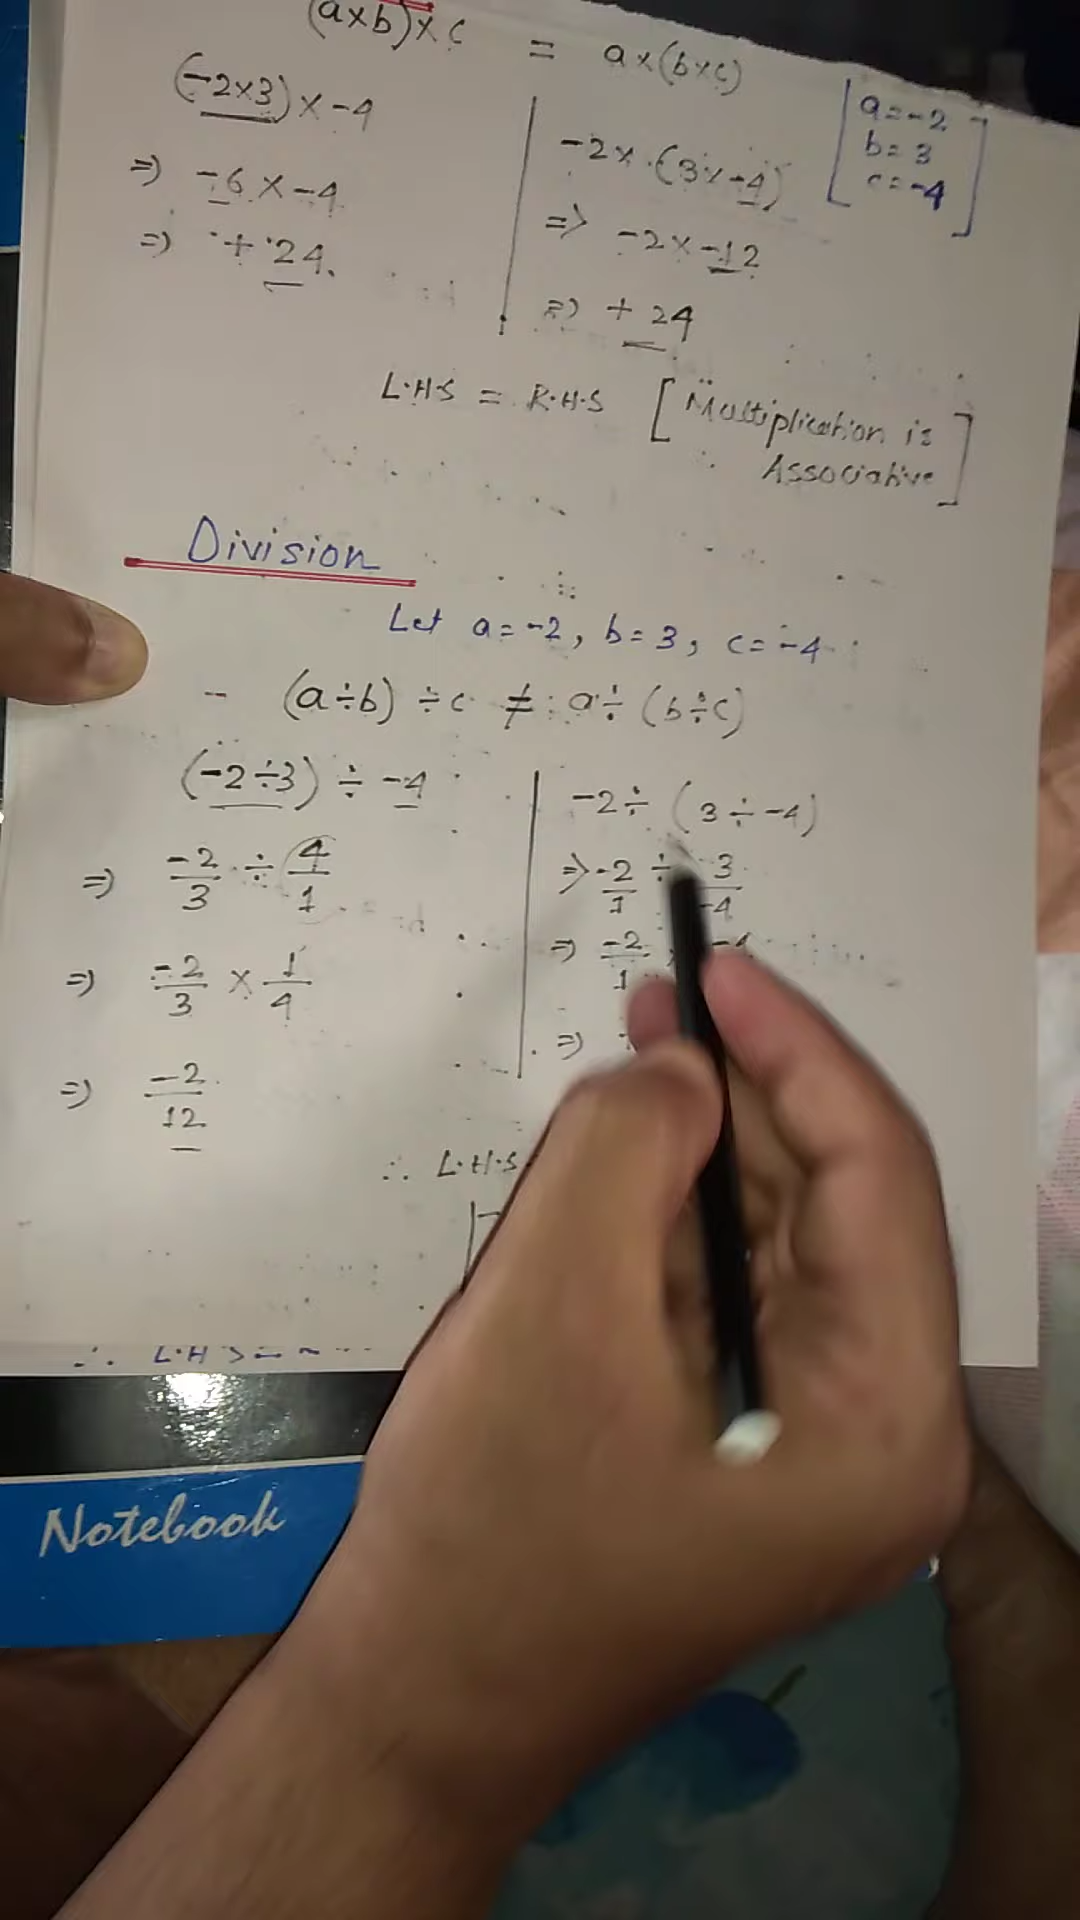 (a×b)×c = a×(b×c)
(-2×3)×-4
⇒ -6×-4
⇒ +24
-2×(3×-4)
⇒ -2×-12
⇒ +24
[a=-2
b=3
c=-4]
L.H.S = R.H.S [Multiplication is
∴ Associative]
Division
Let a=-2, b=3, c=-4
- (a÷b)÷c ≠ a÷(b÷c)
(-2÷3)÷-4
⇒ -2/3 ÷ 4/1
⇒ -2/3 × 1/4
⇒ -2/12
-2÷(3÷-4)
⇒ -2/1 ÷ 3/-4
⇒ -2/1
⇒
∴ L.H.S
∴ L.H
Notebook